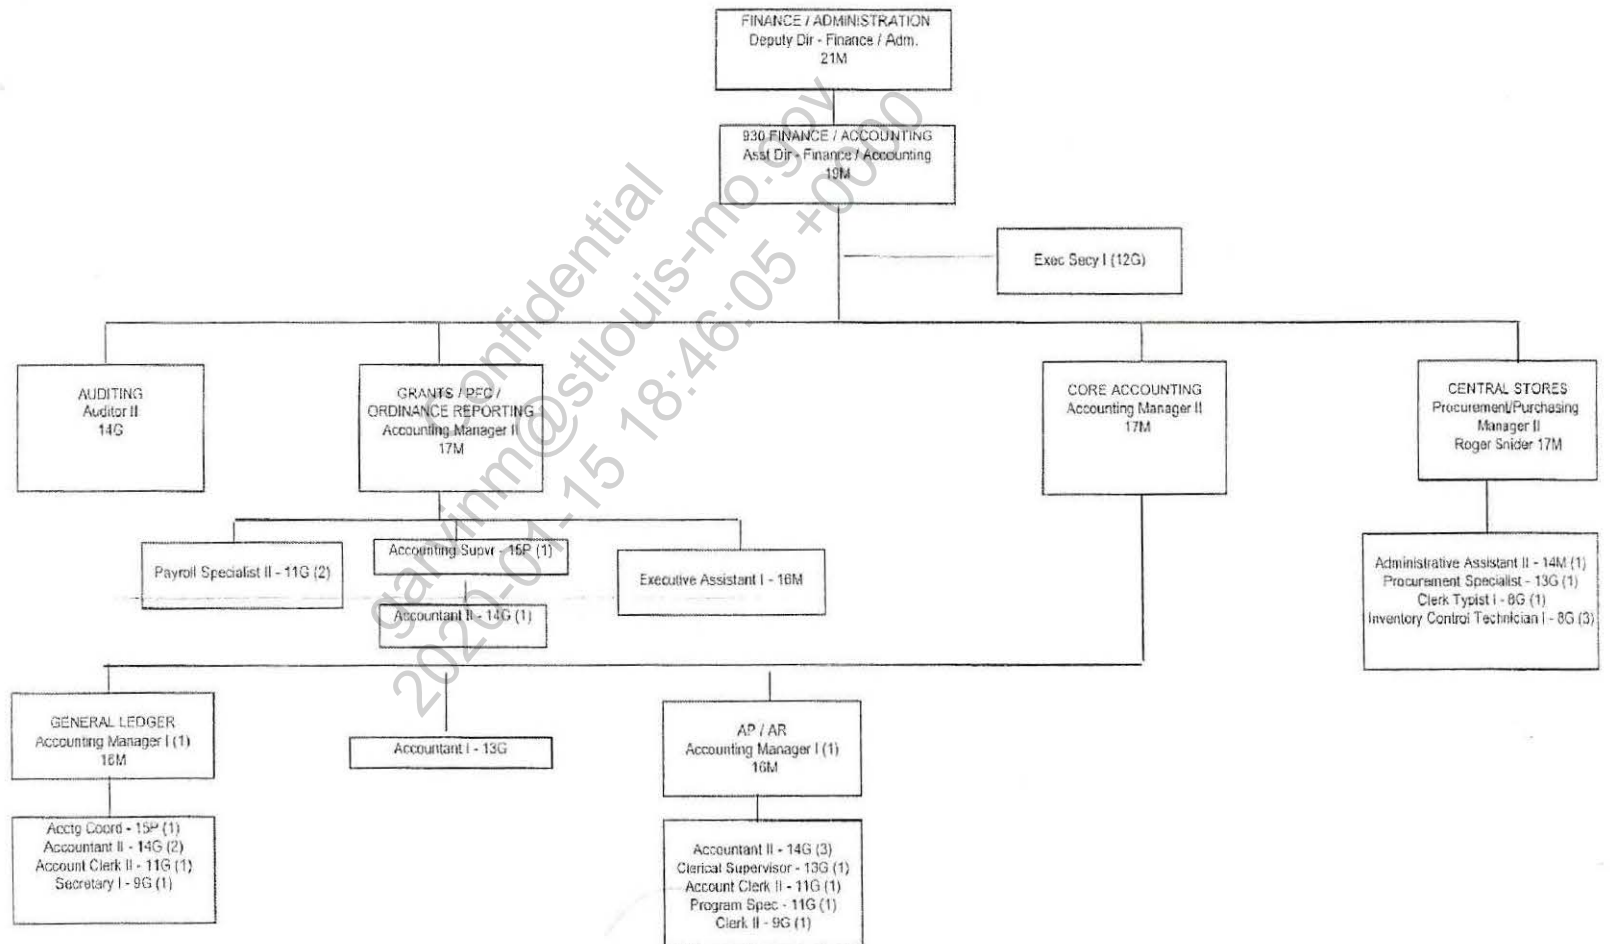 FINANCE / ADMINISTRATION
Deputy Dir - Finance / Adm.
21M
930 FINANCE / ACCOUNTING
Asst Dir - Finance / Accounting
19M
Exec Secy I (12G)
AUDITING
Auditor II
14G
GRANTS / PFC /
ORDINANCE REPORTING
Accounting Manager II
17M
CORE ACCOUNTING
Accounting Manager II
17M
CENTRAL STORES
Procurement/Purchasing
Manager II
Roger Snider 17M
Payroll Specialist II - 11G (2)
Accounting Supvr - 15P (1)
Executive Assistant I - 16M
Accountant II - 14G (1)
Administrative Assistant II - 14M (1)
Procurement Specialist - 13G (1)
Clerk Typist I - 8G (1)
Inventory Control Technician I - 8G (3)
GENERAL LEDGER
Accounting Manager I (1)
16M
Accountant I - 13G
AP / AR
Accounting Manager I (1)
16M
Acctg Coord - 15P (1)
Accountant II - 14G (2)
Account Clerk II - 11G (1)
Secretary I - 9G (1)
Accountant II - 14G (3)
Clerical Supervisor - 13G (1)
Account Clerk II - 11G (1)
Program Spec - 11G (1)
Clerk II - 9G (1)
Confidential
garvinm@stlouis-mo.gov
2020-01-15 18:46:05 +0000